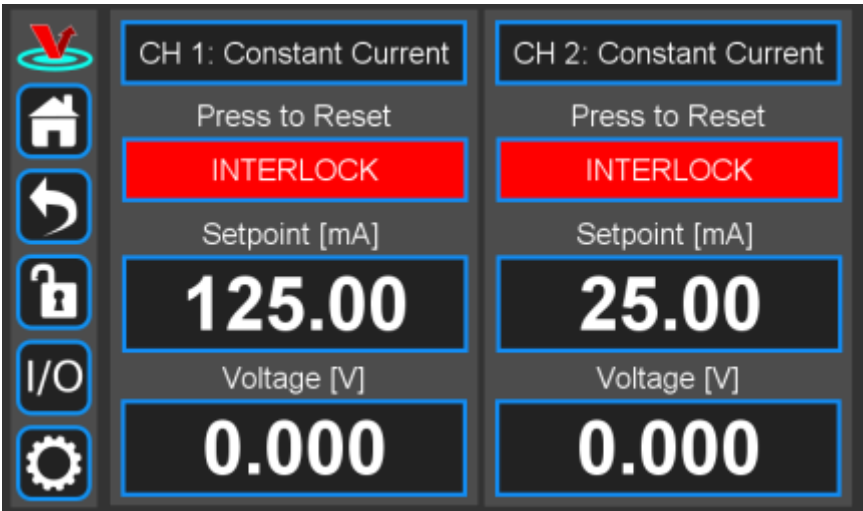 CH 1: Constant Current
Press to Reset
INTERLOCK
Setpoint [mA]
125.00
Voltage [V]
0.000
CH 2: Constant Current
Press to Reset
INTERLOCK
Setpoint [mA]
25.00
Voltage [V]
0.000
I/O